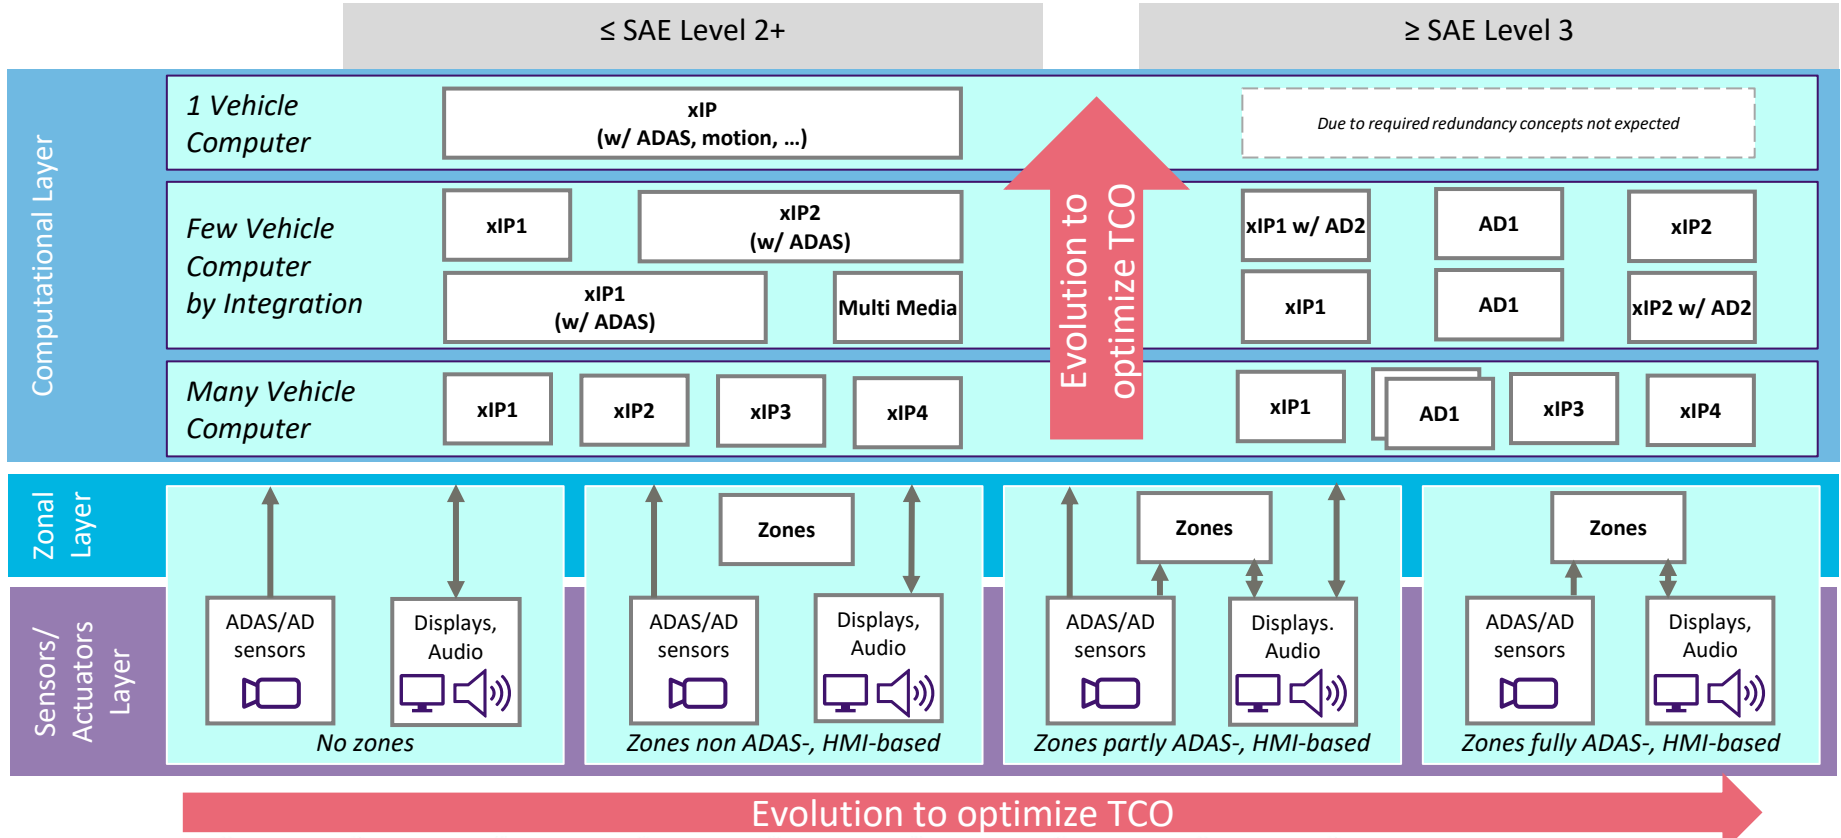 ≤ SAE Level 2+
≥ SAE Level 3
Computational Layer
1 Vehicle
Computer
xIP
(w/ ADAS, motion, ...)
Due to required redundancy concepts not expected
Few Vehicle
Computer
by Integration
xIP1
xIP2
(w/ ADAS)
xIP1
(w/ ADAS)
Multi Media
xIP1 w/ AD2
AD1
xIP2
xIP1
AD1
xIP2 w/ AD2
Evolution to
optimize TCO
Many Vehicle
Computer
xIP1
xIP2
xIP3
xIP4
xIP1
AD1
xIP3
xIP4
Zonal
Layer
Zones
Zones
Zones
Sensors/
Actuators
Layer
ADAS/AD
sensors
Displays,
Audio
No zones
ADAS/AD
sensors
Displays,
Audio
Zones non ADAS-, HMI-based
ADAS/AD
sensors
Displays.
Audio
Zones partly ADAS-, HMI-based
ADAS/AD
sensors
Displays,
Audio
Zones fully ADAS-, HMI-based
Evolution to optimize TCO